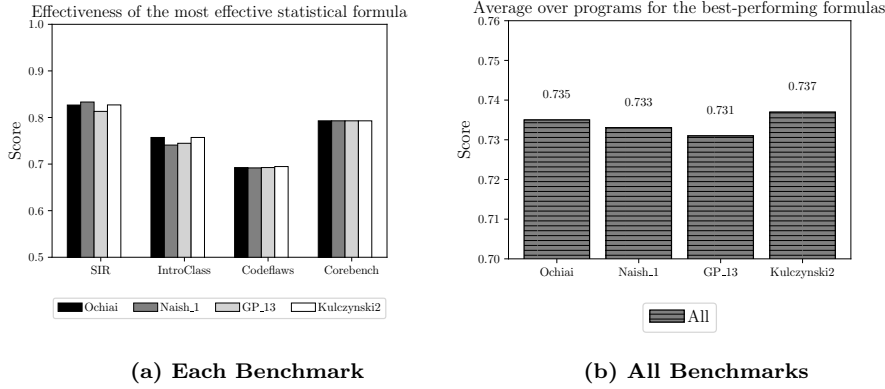 Effectiveness of the most effective statistical formula
1.0
0.9
0.8
0.7
0.6
0.5
Score
SIR IntroClass Codeflaws Corebench
Ochiai Naish_1 GP_13 Kulczynski2
(a) Each Benchmark
Average over programs for the best-performing formulas
0.76
0.75
0.74
0.73
0.72
0.71
0.70
Score
0.735 0.733 0.731 0.737
Ochiai Naish_1 GP_13 Kulczynski2
All
(b) All Benchmarks